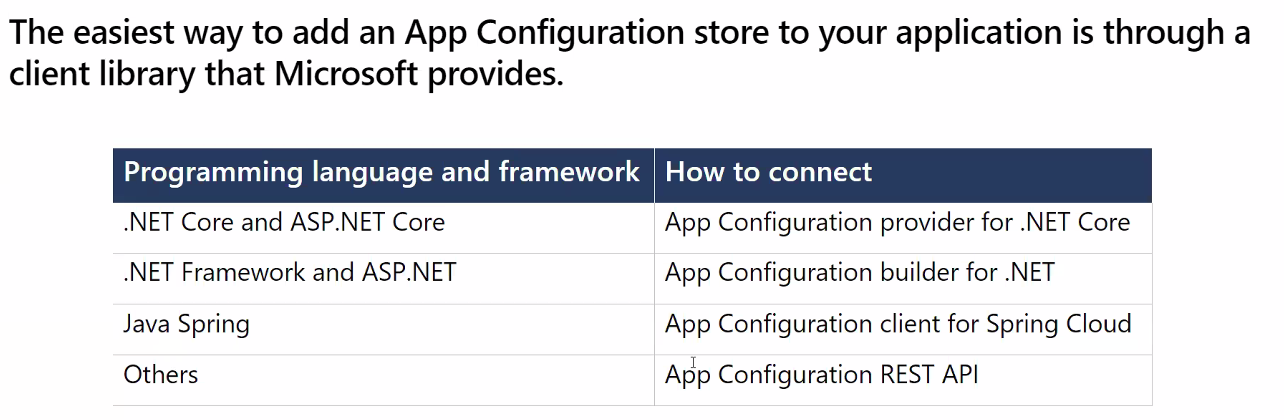 The easiest way to add an App Configuration store to your application is through a
client library that Microsoft provides.
Programming language and framework How to connect
.NET Core and ASP.NET Core App Configuration provider for .NET Core
.NET Framework and ASP.NET App Configuration builder for .NET
Java Spring App Configuration client for Spring Cloud
Others App Configuration REST API